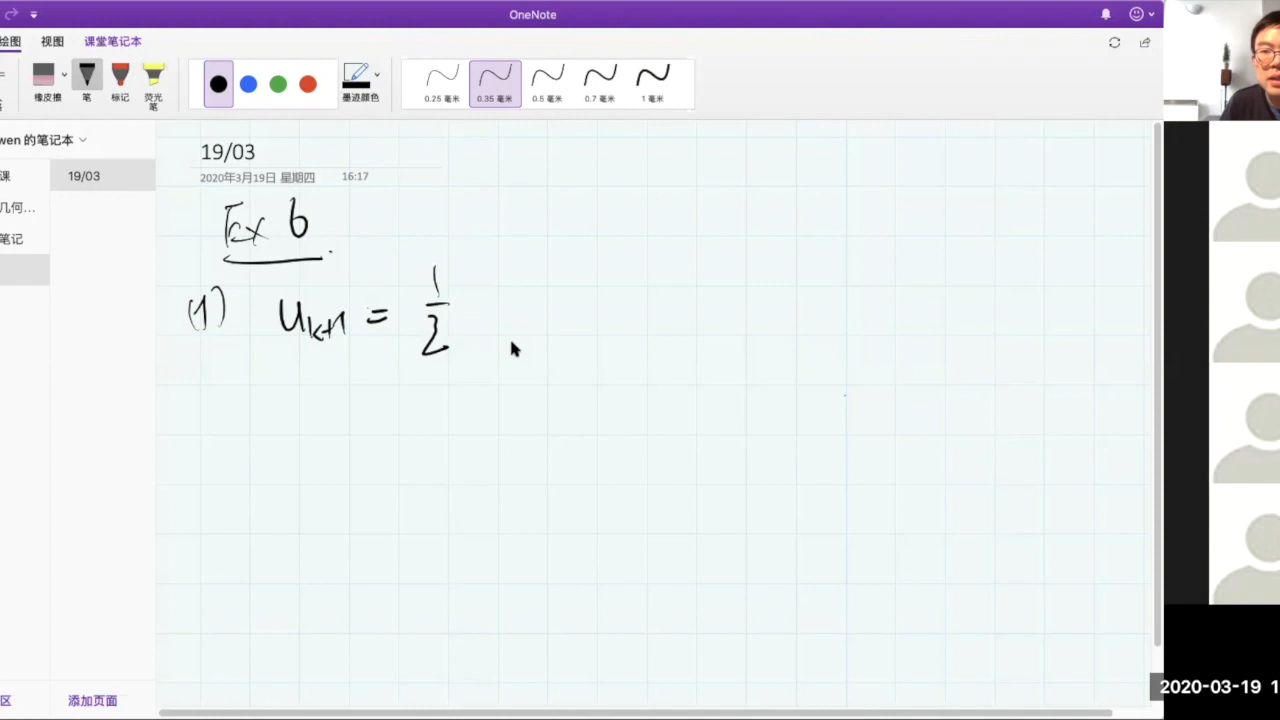 OneNote
绘图 视图 课堂笔记本
橡皮擦 笔 标记 荧光笔 墨迹颜色 0.25 毫米 0.35 毫米 0.5 毫米 0.7 毫米 1 毫米
wen 的笔记本
19/03
2020年3月19日 星期四 16:17
课 19/03
几何...
笔记
Ex 6
(1) u_{k+1} = 1/2
区 添加页面
2020-03-19 1